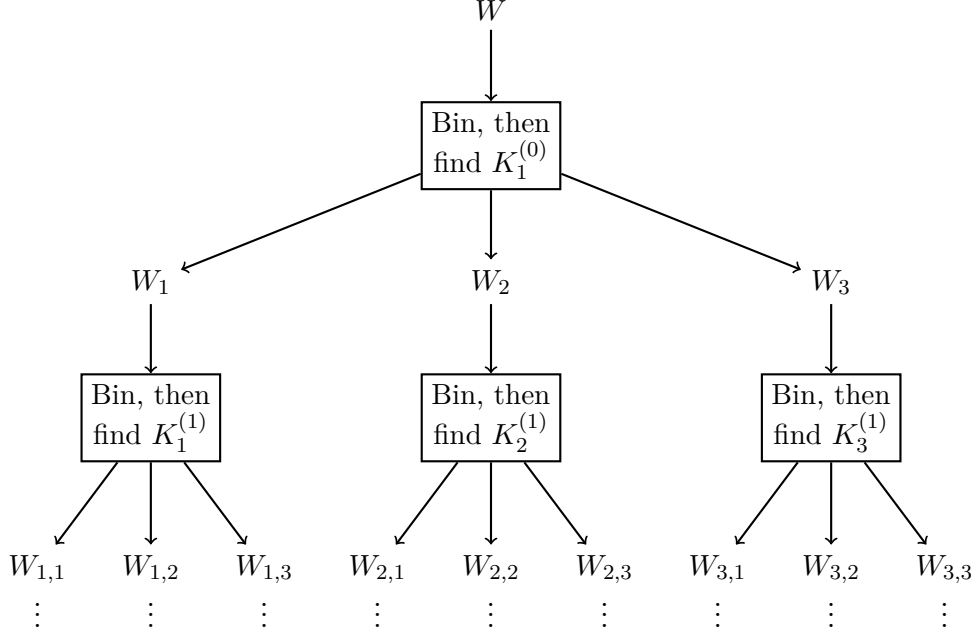 W
Bin, then
find $K_1^{(0)}$
$W_1$ $W_2$ $W_3$
Bin, then
find $K_1^{(1)}$
Bin, then
find $K_2^{(1)}$
Bin, then
find $K_3^{(1)}$
$W_{1,1}$ $W_{1,2}$ $W_{1,3}$ $W_{2,1}$ $W_{2,2}$ $W_{2,3}$ $W_{3,1}$ $W_{3,2}$ $W_{3,3}$
⋮ ⋮ ⋮ ⋮ ⋮ ⋮ ⋮ ⋮ ⋮